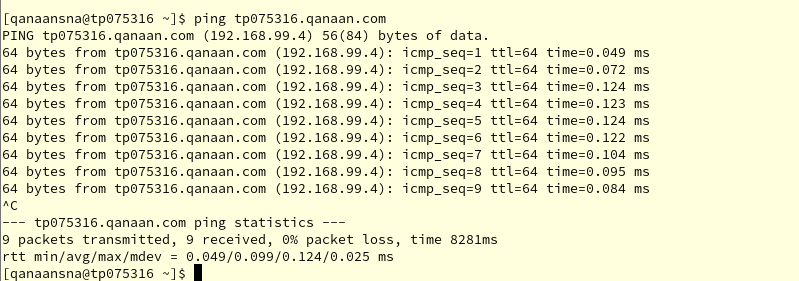 [qanaansna@tp075316 ~]$ ping tp075316.qanaan.com
PING tp075316.qanaan.com (192.168.99.4) 56(84) bytes of data.
64 bytes from tp075316.qanaan.com (192.168.99.4): icmp_seq=1 ttl=64 time=0.049 ms
64 bytes from tp075316.qanaan.com (192.168.99.4): icmp_seq=2 ttl=64 time=0.072 ms
64 bytes from tp075316.qanaan.com (192.168.99.4): icmp_seq=3 ttl=64 time=0.124 ms
64 bytes from tp075316.qanaan.com (192.168.99.4): icmp_seq=4 ttl=64 time=0.123 ms
64 bytes from tp075316.qanaan.com (192.168.99.4): icmp_seq=5 ttl=64 time=0.124 ms
64 bytes from tp075316.qanaan.com (192.168.99.4): icmp_seq=6 ttl=64 time=0.122 ms
64 bytes from tp075316.qanaan.com (192.168.99.4): icmp_seq=7 ttl=64 time=0.104 ms
64 bytes from tp075316.qanaan.com (192.168.99.4): icmp_seq=8 ttl=64 time=0.095 ms
64 bytes from tp075316.qanaan.com (192.168.99.4): icmp_seq=9 ttl=64 time=0.084 ms
^C
--- tp075316.qanaan.com ping statistics ---
9 packets transmitted, 9 received, 0% packet loss, time 8281ms
rtt min/avg/max/mdev = 0.049/0.099/0.124/0.025 ms
[qanaansna@tp075316 ~]$